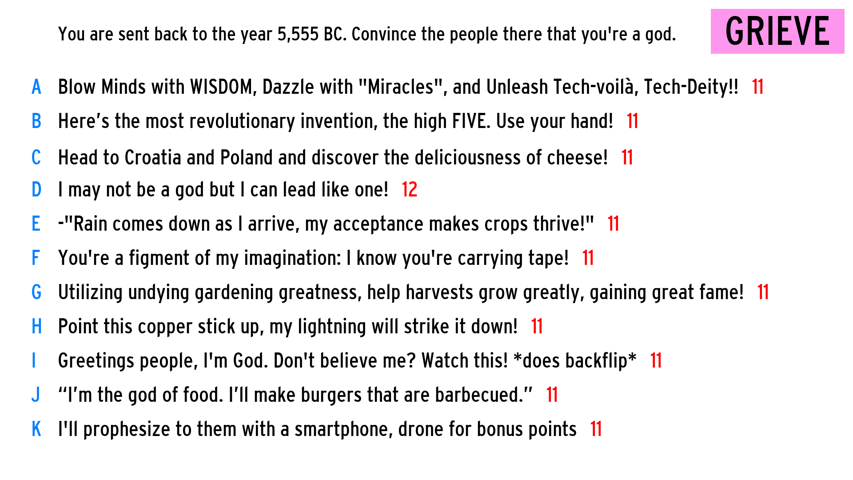 You are sent back to the year 5,555 BC. Convince the people there that you're a god.
GRIEVE
A Blow Minds with WISDOM, Dazzle with "Miracles", and Unleash Tech-voilà, Tech-Deity!! 11
B Here’s the most revolutionary invention, the high FIVE. Use your hand! 11
C Head to Croatia and Poland and discover the deliciousness of cheese! 11
D I may not be a god but I can lead like one! 12
E -"Rain comes down as I arrive, my acceptance makes crops thrive!" 11
F You're a figment of my imagination: I know you're carrying tape! 11
G Utilizing undying gardening greatness, help harvests grow greatly, gaining great fame! 11
H Point this copper stick up, my lightning will strike it down! 11
I Greetings people, I'm God. Don't believe me? Watch this! *does backflip* 11
J “I’m the god of food. I’ll make burgers that are barbecued.” 11
K I'll prophesize to them with a smartphone, drone for bonus points 11